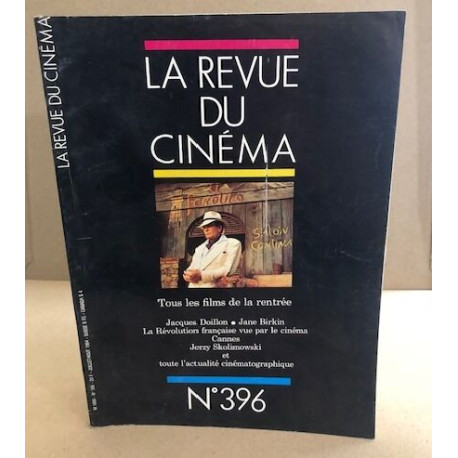 LA REVUE DU CINÉMA
LA REVUE
DU
CINÉMA
SALON
Tous les films de la rentrée
Jacques Doillon • Jane Birkin
La Révolution française vue par le cinéma
Cannes
Jerzy Skolimowski
et
toute l'actualité cinématographique
N°396